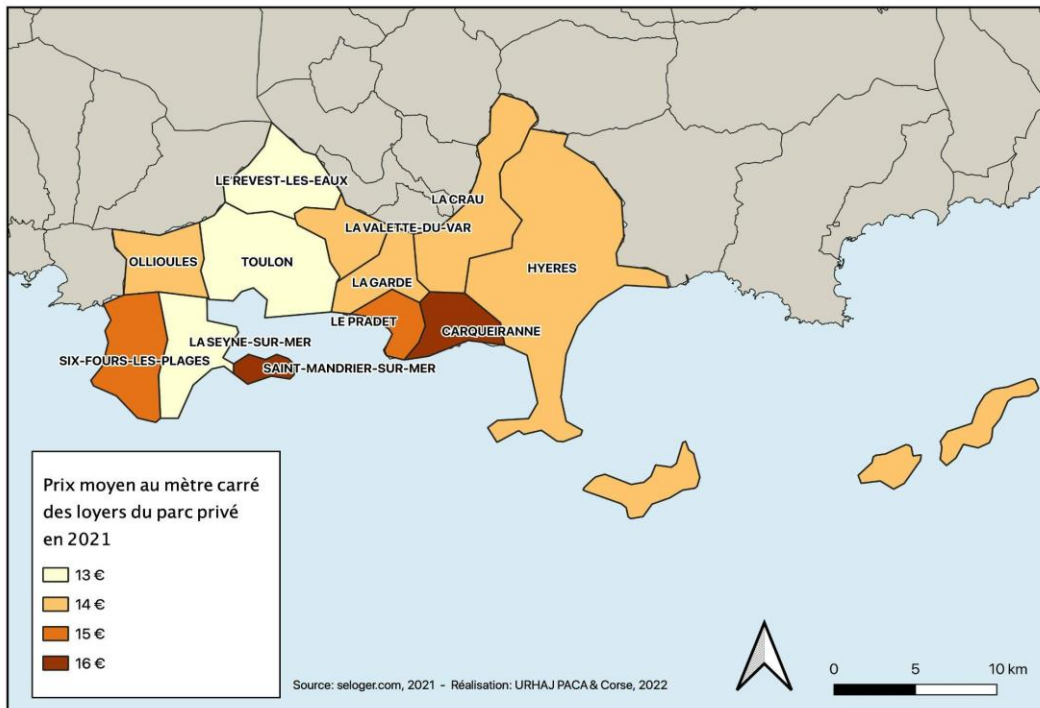 LE REVEST-LES-EAUX
LA CRAU
LA VALETTE-DU-VAR
OLLIOULES
TOULON
HYERES
LA GARDE
LE PRADET
CARQUEIRANNE
LA SEYNE-SUR-MER
SIX-FOURS-LES-PLAGES
SAINT-MANDRIER-SUR-MER
Prix moyen au mètre carré
des loyers du parc privé
en 2021
13 €
14 €
15 €
16 €
Source: seloger.com, 2021 - Réalisation: URHAJ PACA & Corse, 2022
0 5 10 km